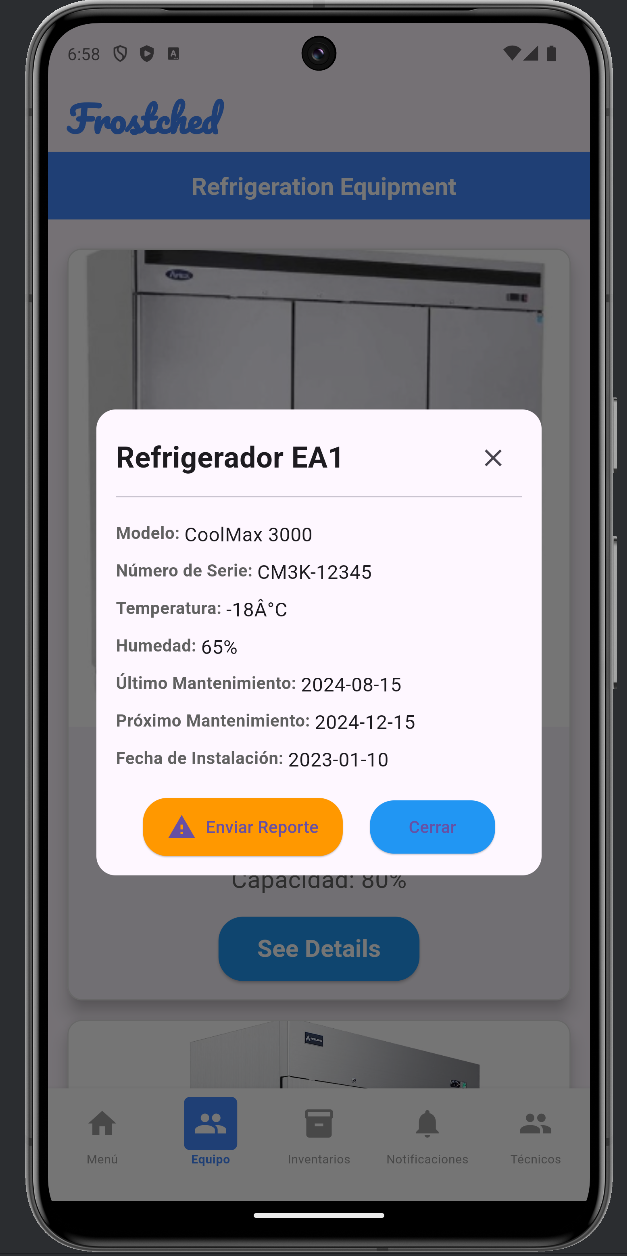 6:58
Frostched
Refrigeration Equipment
Refrigerador EA1
Modelo: CoolMax 3000
Número de Serie: CM3K-12345
Temperatura: -18Â°C
Humedad: 65%
Último Mantenimiento: 2024-08-15
Próximo Mantenimiento: 2024-12-15
Fecha de Instalación: 2023-01-10
Enviar Reporte
Cerrar
Capacidad: 80%
See Details
Menú
Equipo
Inventarios
Notificaciones
Técnicos